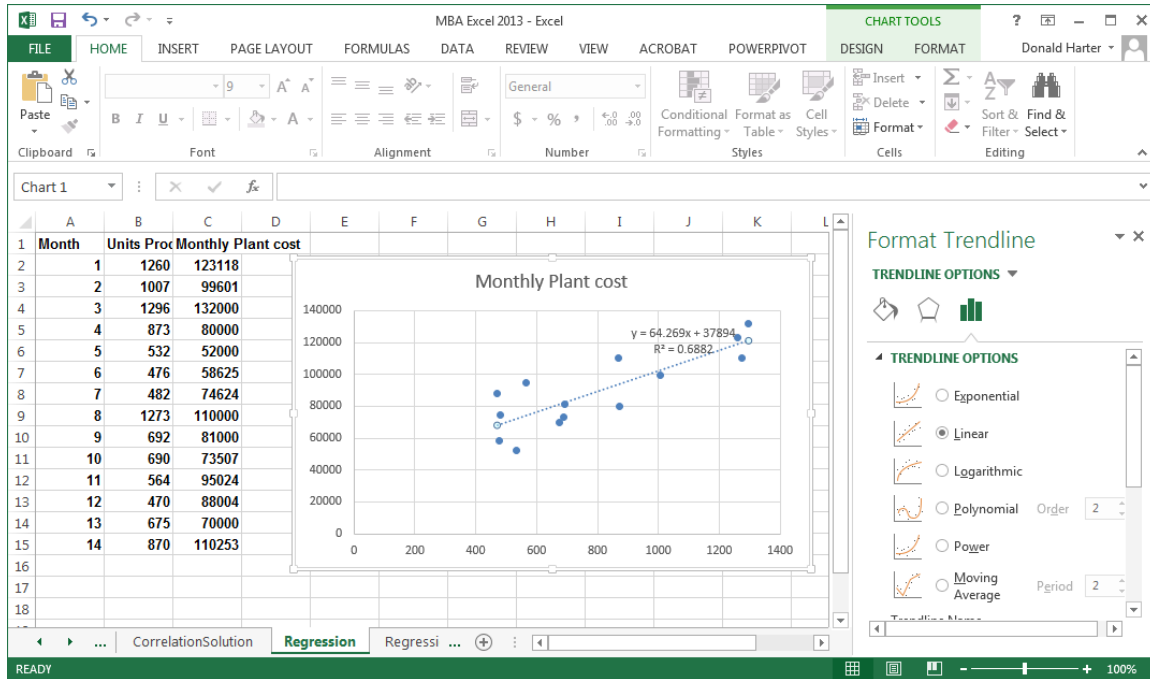 MBA Excel 2013 - Excel
CHART TOOLS
?
FILE HOME INSERT PAGE LAYOUT FORMULAS DATA REVIEW VIEW ACROBAT POWERPIVOT DESIGN FORMAT Donald Harter
Paste
9
A A
B I U
A
General
$ % , .0 .00 .00 .0
Conditional Formatting
Format as Table
Cell Styles
Insert
Delete
Format
Sort & Filter
Find & Select
Clipboard Font Alignment Number Styles Cells Editing
Chart 1 fx
A B C D E F G H I J K L
1 Month Units Proc Monthly Plant cost
2 1 1260 123118
3 2 1007 99601
4 3 1296 132000
5 4 873 80000
6 5 532 52000
7 6 476 58625
8 7 482 74624
9 8 1273 110000
10 9 692 81000
11 10 690 73507
12 11 564 95024
13 12 470 88004
14 13 675 70000
15 14 870 110253
16
17
18
Monthly Plant cost
140000
120000
100000
80000
60000
40000
20000
0
0 200 400 600 800 1000 1200 1400
y = 64.269x + 37894
R² = 0.6882
Format Trendline
TRENDLINE OPTIONS
TRENDLINE OPTIONS
Exponential
Linear
Logarithmic
Polynomial Order 2
Power
Moving Average Period 2
... CorrelationSolution Regression Regressi ...
READY
100%